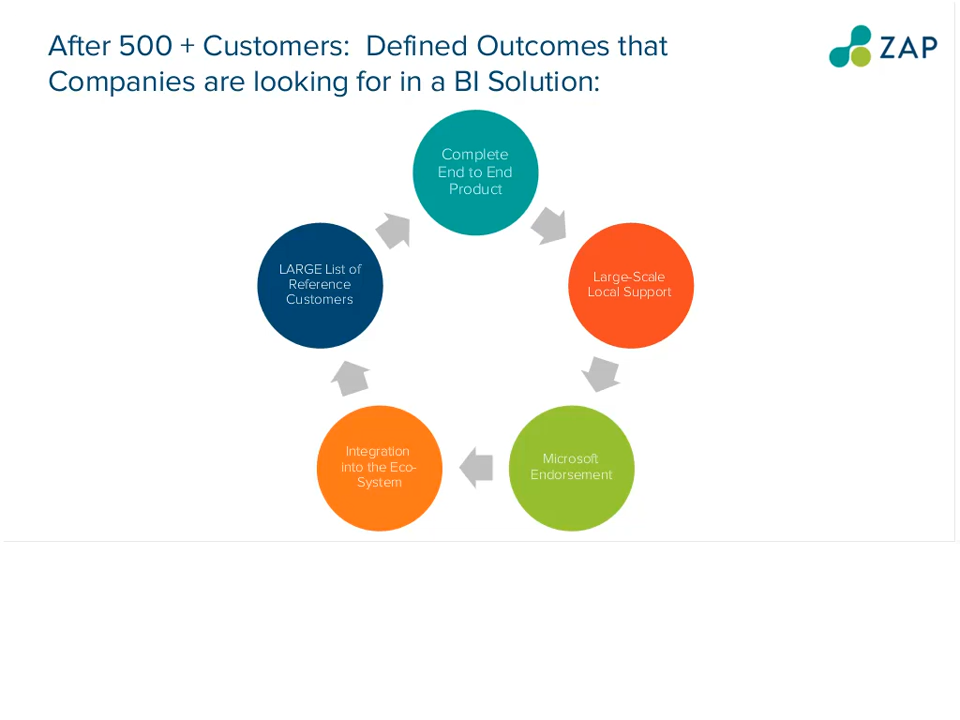 After 500 + Customers:  Defined Outcomes that
Companies are looking for in a BI Solution:
ZAP
Complete
End to End
Product
LARGE List of
Reference
Customers
Large-Scale
Local Support
Integration
into the Eco-
System
Microsoft
Endorsement